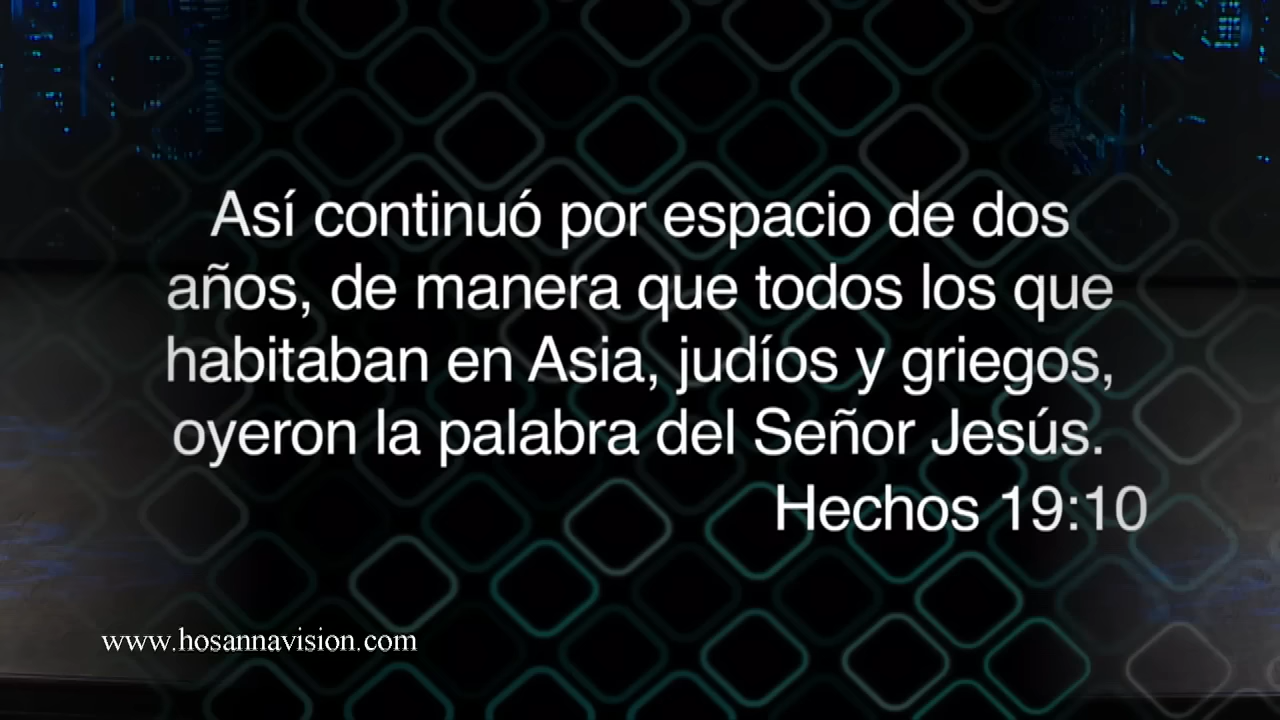 Así continuó por espacio de dos
años, de manera que todos los que
habitaban en Asia, judíos y griegos,
oyeron la palabra del Señor Jesús.
Hechos 19:10
www.hosannavision.com